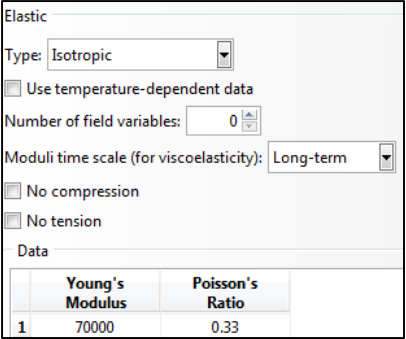 Elastic
Type: Isotropic
Use temperature-dependent data
Number of field variables: 0
Moduli time scale (for viscoelasticity): Long-term
No compression
No tension
Data
Young's Modulus Poisson's Ratio
1 70000 0.33